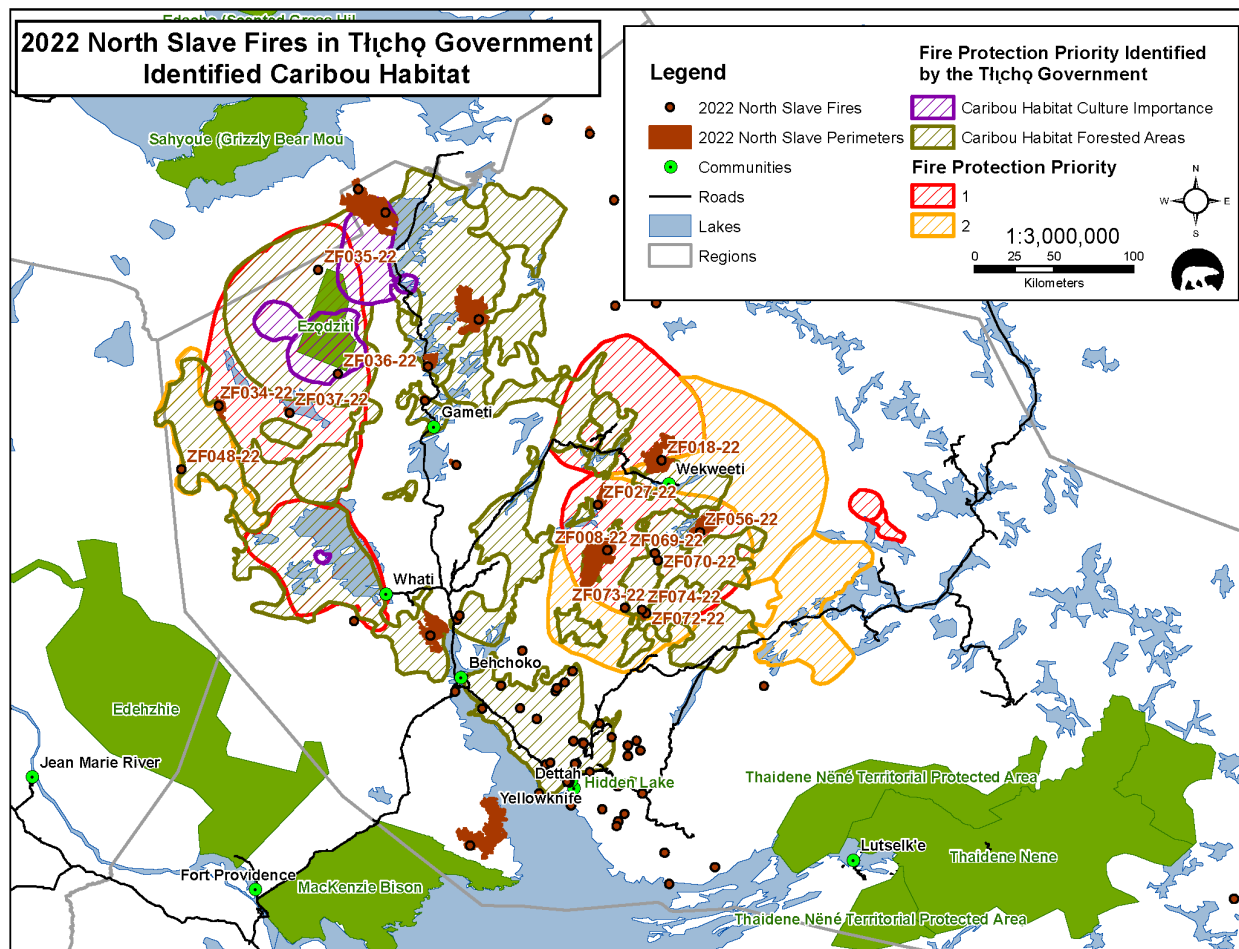 Edacho (Scented Grass Hil
2022 North Slave Fires in Tłı̨chǫ Government
Identified Caribou Habitat
Legend
2022 North Slave Fires
2022 North Slave Perimeters
Communities
Roads
Lakes
Regions
Fire Protection Priority Identified
by the Tłı̨chǫ Government
Caribou Habitat Culture Importance
Caribou Habitat Forested Areas
Fire Protection Priority
1
2
N
W
E
S
1:3,000,000
0
50
100
Kilometers
Sahyoue (Grizzly Bear Mou
ZF035-22
Ezǫdzìtì
ZF036-22
ZF034-22
ZF037-22
Gameti
ZF048-22
ZF018-22
Wekweeti
ZF027-22
ZF056-22
ZF008-22
ZF069-22
ZF070-22
Whati
ZF073-22
ZF074-22
ZF072-22
Behchoko
Edehzhie
Jean Marie River
Dettah
Hidden Lake
Yellowknife
Thaidene Nëné Territorial Protected Area
Lutselk'e
Thaidene Nene
Fort Providence
MacKenzie Bison
Thaidene Nëné Territorial Protected Area